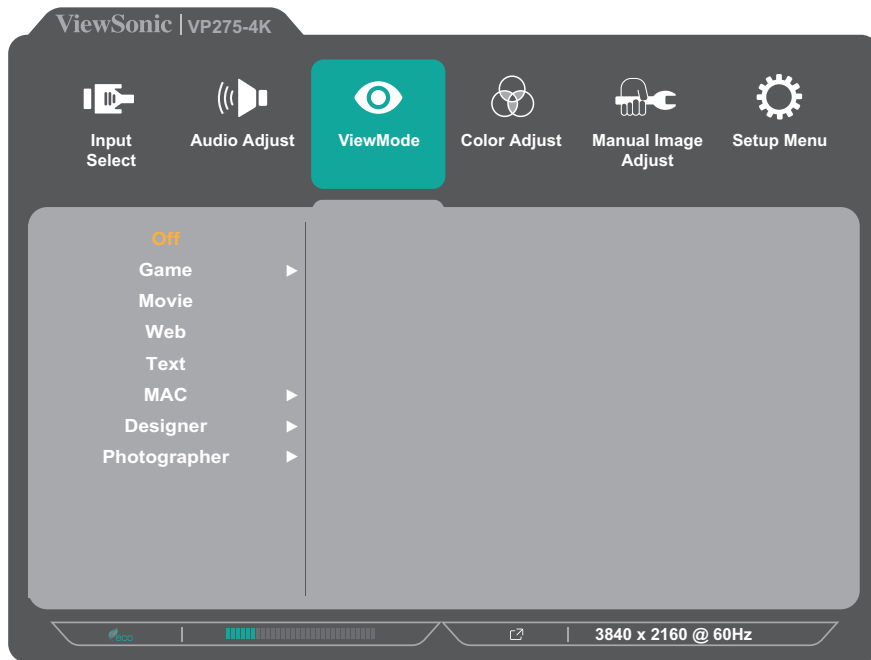 ViewSonic | VP275-4K
Input
Select
Audio Adjust
ViewMode
Color Adjust
Manual Image
Adjust
Setup Menu
Off
Game
Movie
Web
Text
MAC
Designer
Photographer
eco
3840 x 2160 @ 60Hz